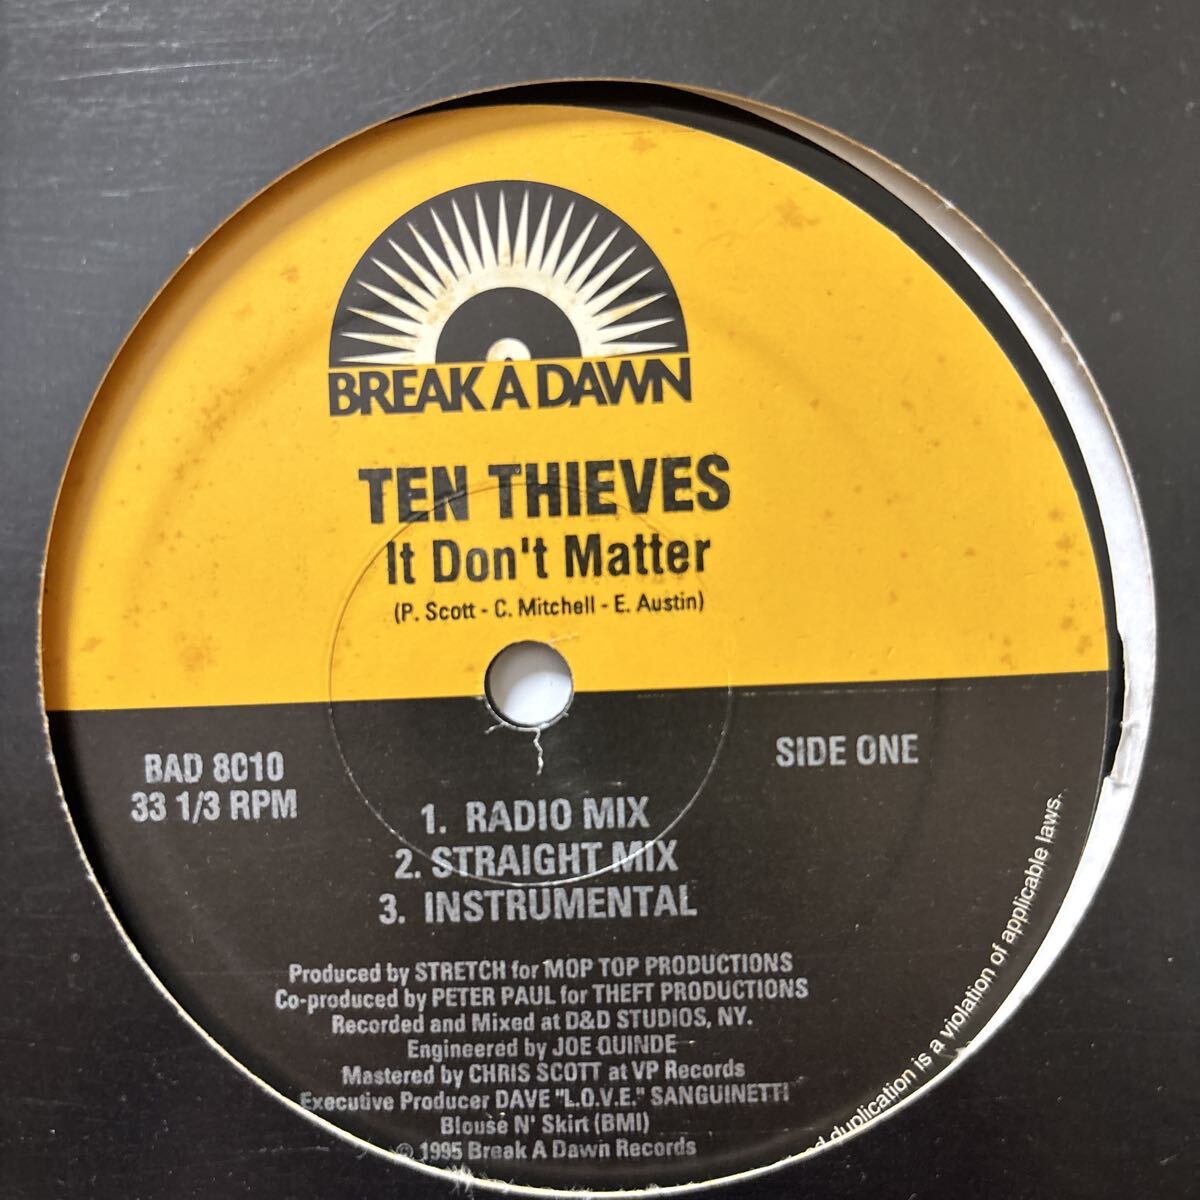 BREAK A DAWN
TEN THIEVES
It Don't Matter
(P. Scott - C. Mitchell - E. Austin)
BAD 8010
33 1/3 RPM
SIDE ONE
1. RADIO MIX
2. STRAIGHT MIX
3. INSTRUMENTAL
Produced by STRETCH for MOP TOP PRODUCTIONS
Co-produced by PETER PAUL for THEFT PRODUCTIONS
Recorded and Mixed at D&D STUDIOS, NY.
Engineered by JOE QUINDE
Mastered by CHRIS SCOTT at VP Records
Executive Producer DAVE "L.O.V.E." SANGUINETTI
Blouse N' Skirt (BMI)
© 1995 Break A Dawn Records
duplication is a violation of applicable laws.